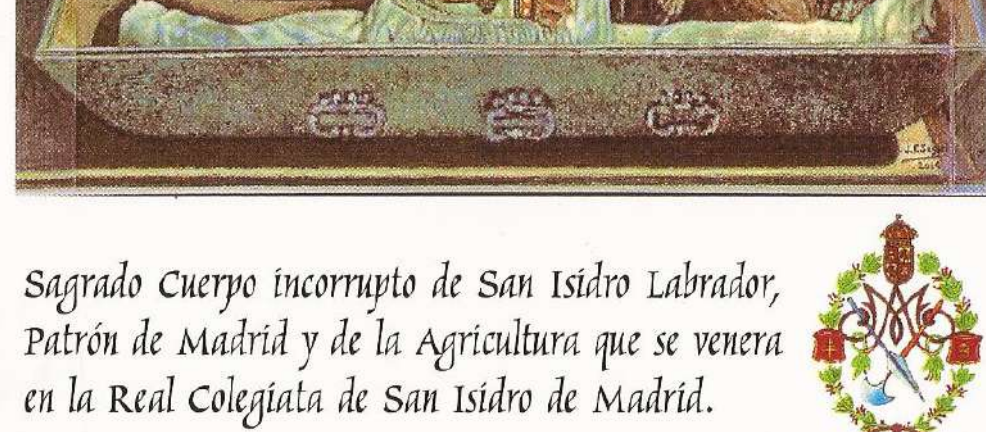 Sagrado Cuerpo incorrupto de San Isidro Labrador,
Patrón de Madrid y de la Agricultura que se venera
en la Real Colegiata de San Isidro de Madrid.